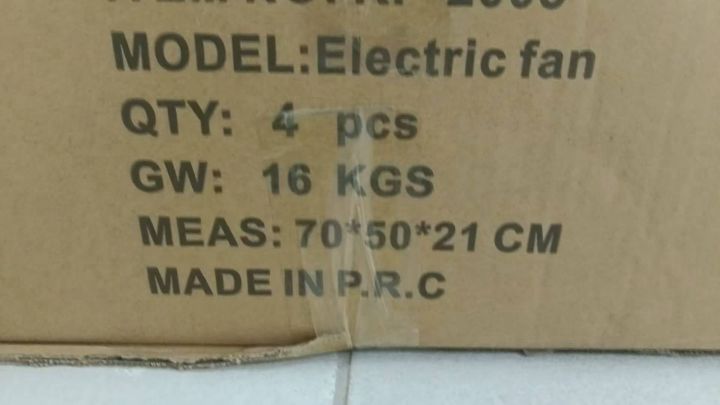 MODEL:Electric fan
QTY: 4 pcs
GW: 16 KGS
MEAS: 70*50*21 CM
MADE IN P.R.C